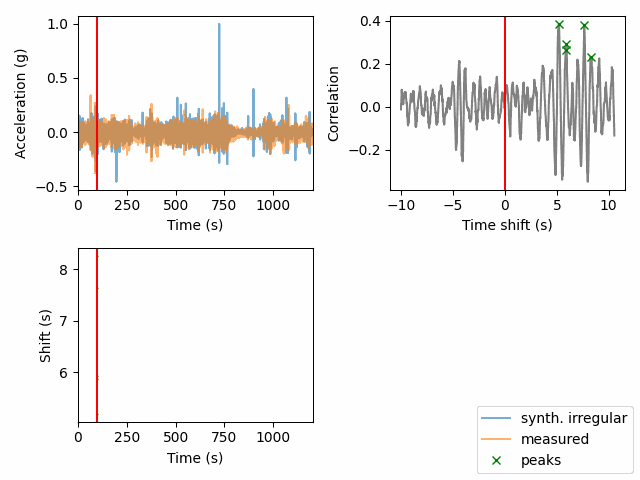 1.0
0.5
0.0
−0.5
Acceleration (g)
0 250 500 750 1000
Time (s)
0.4
0.2
0.0
−0.2
Correlation
−10 −5 0 5 10
Time shift (s)
8
7
6
Shift (s)
0 250 500 750 1000
Time (s)
synth. irregular
measured
peaks